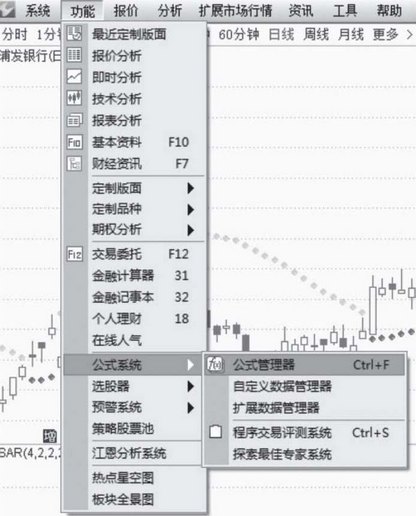 系统 功能 报价 分析 扩展市场行情 资讯 工具 帮助
分时 1分钟 60分钟 日线 周线 月线 更多 >
浦发银行(日
最近定制版面
报价分析
即时分析
技术分析
报表分析
基本资料 F10
财经资讯 F7
定制版面
定制品种
期权分析
交易委托 F12
金融计算器 31
金融记事本 32
个人理财 18
在线人气
公式系统
公式管理器 Ctrl+F
选股器
自定义数据管理器
预警系统
扩展数据管理器
策略股票池
程序交易评测系统 Ctrl+S
增
SAR(4,2,2,2
江恩分析系统
探索最佳专家系统
热点星空图
板块全景图